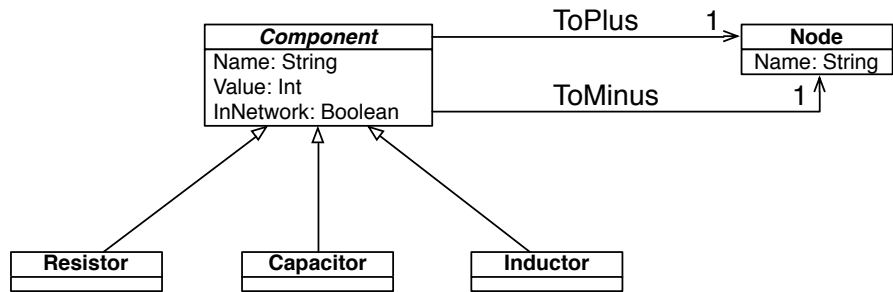 Component
Name: String
Value: Int
InNetwork: Boolean
ToPlus 1
ToMinus 1
Node
Name: String
Resistor
Capacitor
Inductor